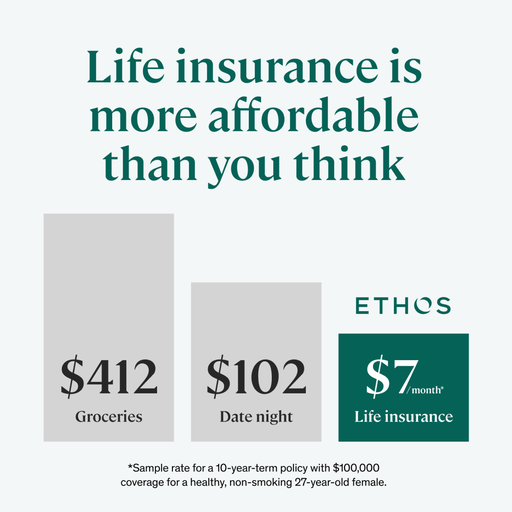 Life insurance is
more affordable
than you think
ETHOS
$412
Groceries
$102
Date night
$7/month*
Life insurance
*Sample rate for a 10-year-term policy with $100,000
coverage for a healthy, non-smoking 27-year-old female.